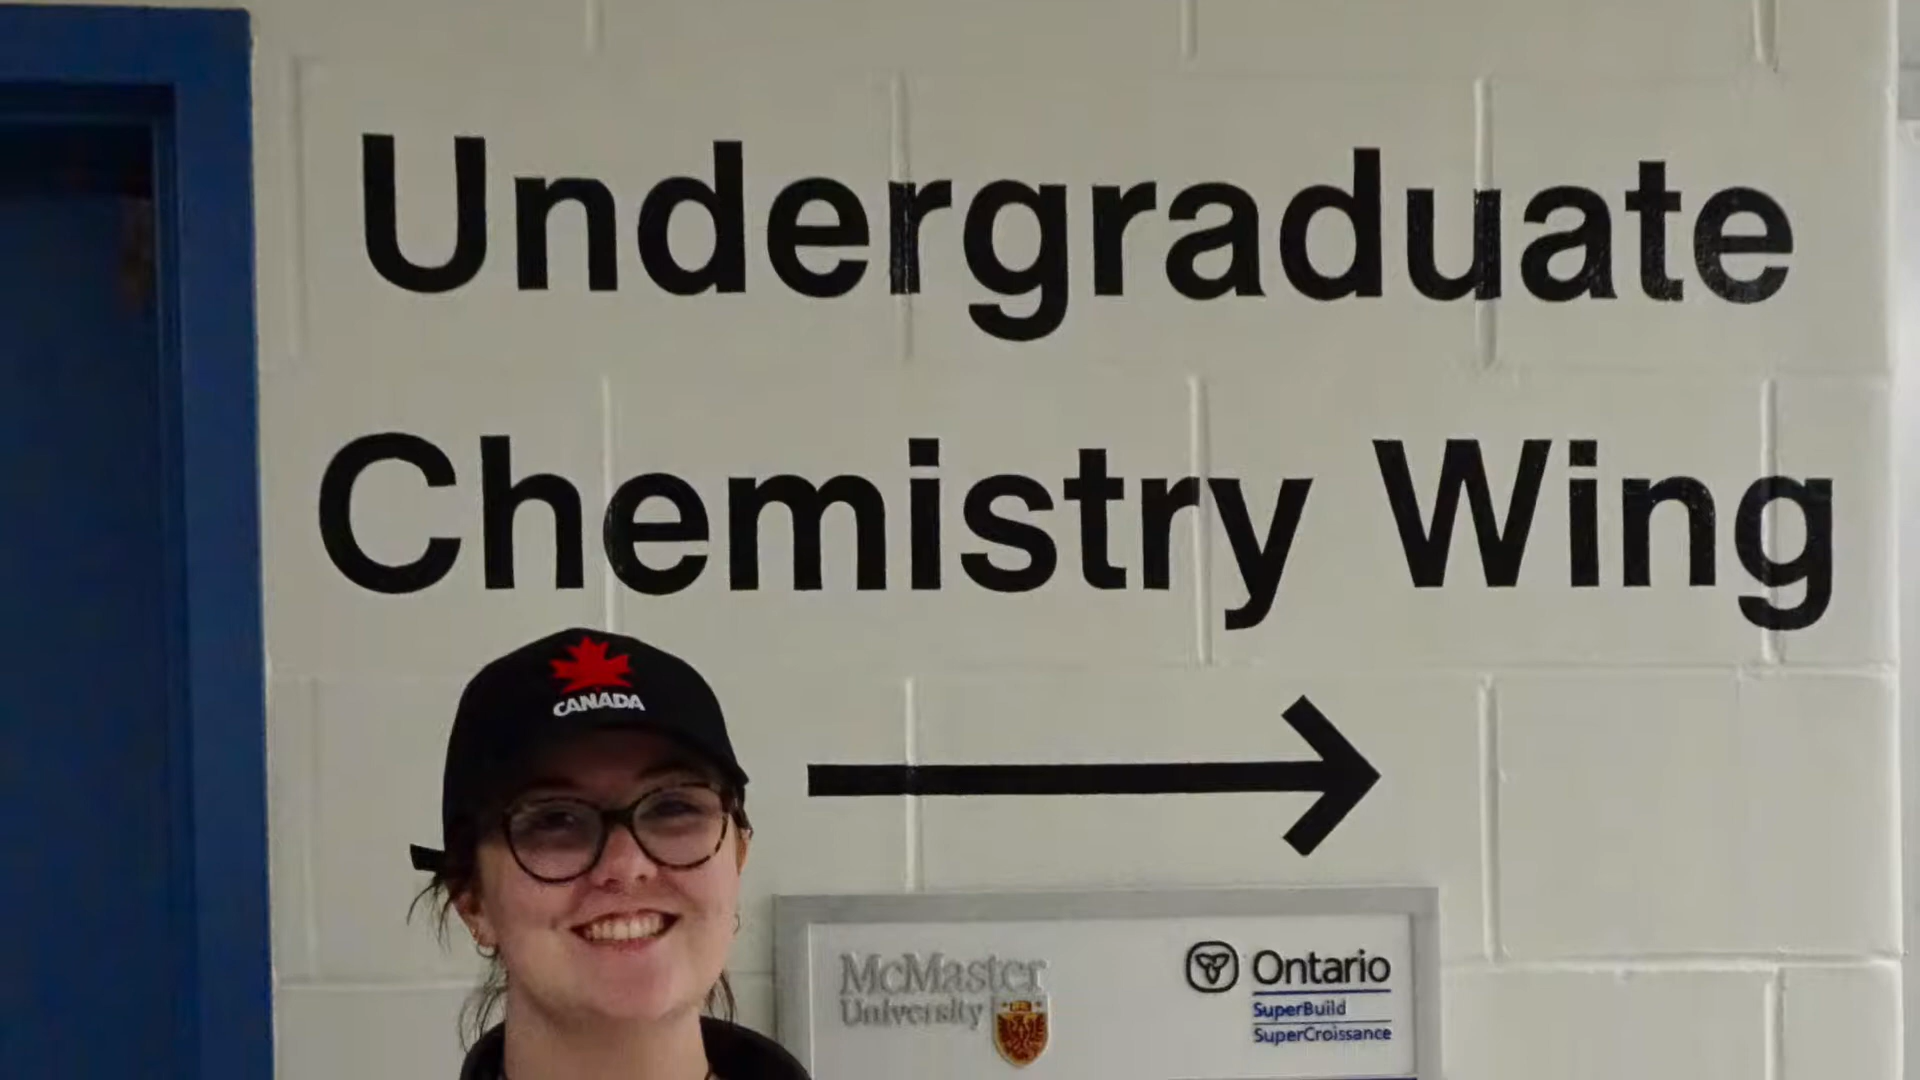 Undergraduate
Chemistry Wing
CANADA
McMaster
University
Ontario
SuperBuild
SuperCroissance